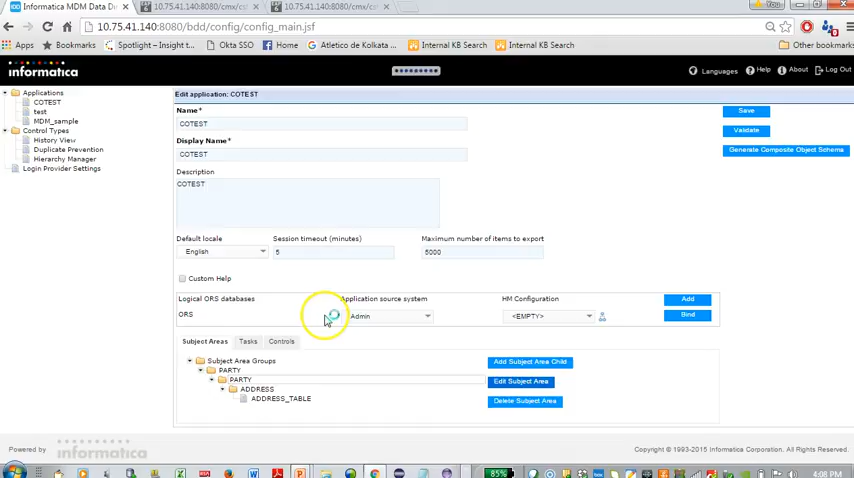 Informatica MDM Data Di
10.75.41.140:8080/cmx/cs
10.75.41.140:8080/cmx/cs
You
10.75.41.140:8080/bdd/config/config_main.jsf
Apps
Bookmarks
Spotlight – Insight t
Okta SSO
Home
Atletico de Kolkata
Internal KB Search
Internal KB Search
Other bookmarks
informatica
Languages
Help
About
Log Out
Applications
COTEST
test
MDM_sample
Control Types
History View
Duplicate Prevention
Hierarchy Manager
Login Provider Settings
Edit application: COTEST
Name*
COTEST
Save
Validate
Display Name*
Generate Composite Object Schema
COTEST
Description
COTEST
Default locale
Session timeout (minutes)
Maximum number of items to export
English
5
5000
Custom Help
Logical ORS databases
Application source system
HM Configuration
Add
ORS
Admin
<EMPTY>
Bind
Subject Areas
Tasks
Controls
Subject Area Groups
Add Subject Area Child
PARTY
PARTY
Edit Subject Area
ADDRESS
ADDRESS_TABLE
Delete Subject Area
Powered by
informatica
Copyright © 1993-2015 Informatica Corporation. All Rights Reserved.
85%
4:08 PM